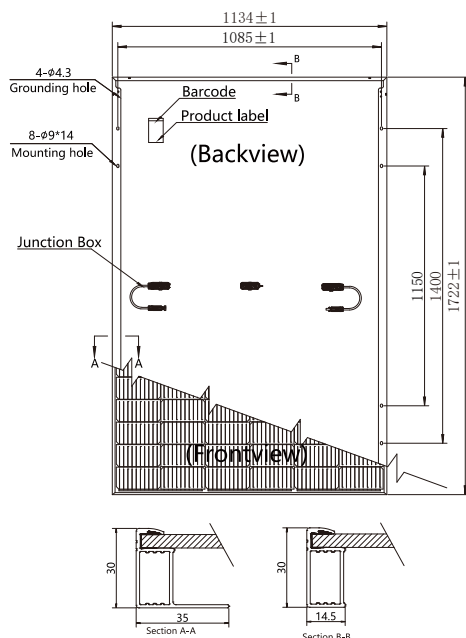 1134±1
1085±1
B
B
4-φ4.3
Grounding hole
Barcode
Product label
8-φ9*14
Mounting hole
(Backview)
Junction Box
1150
1400
1722±1
A
A
(Frontview)
30
35
Section A-A
30
14.5
Section B-B